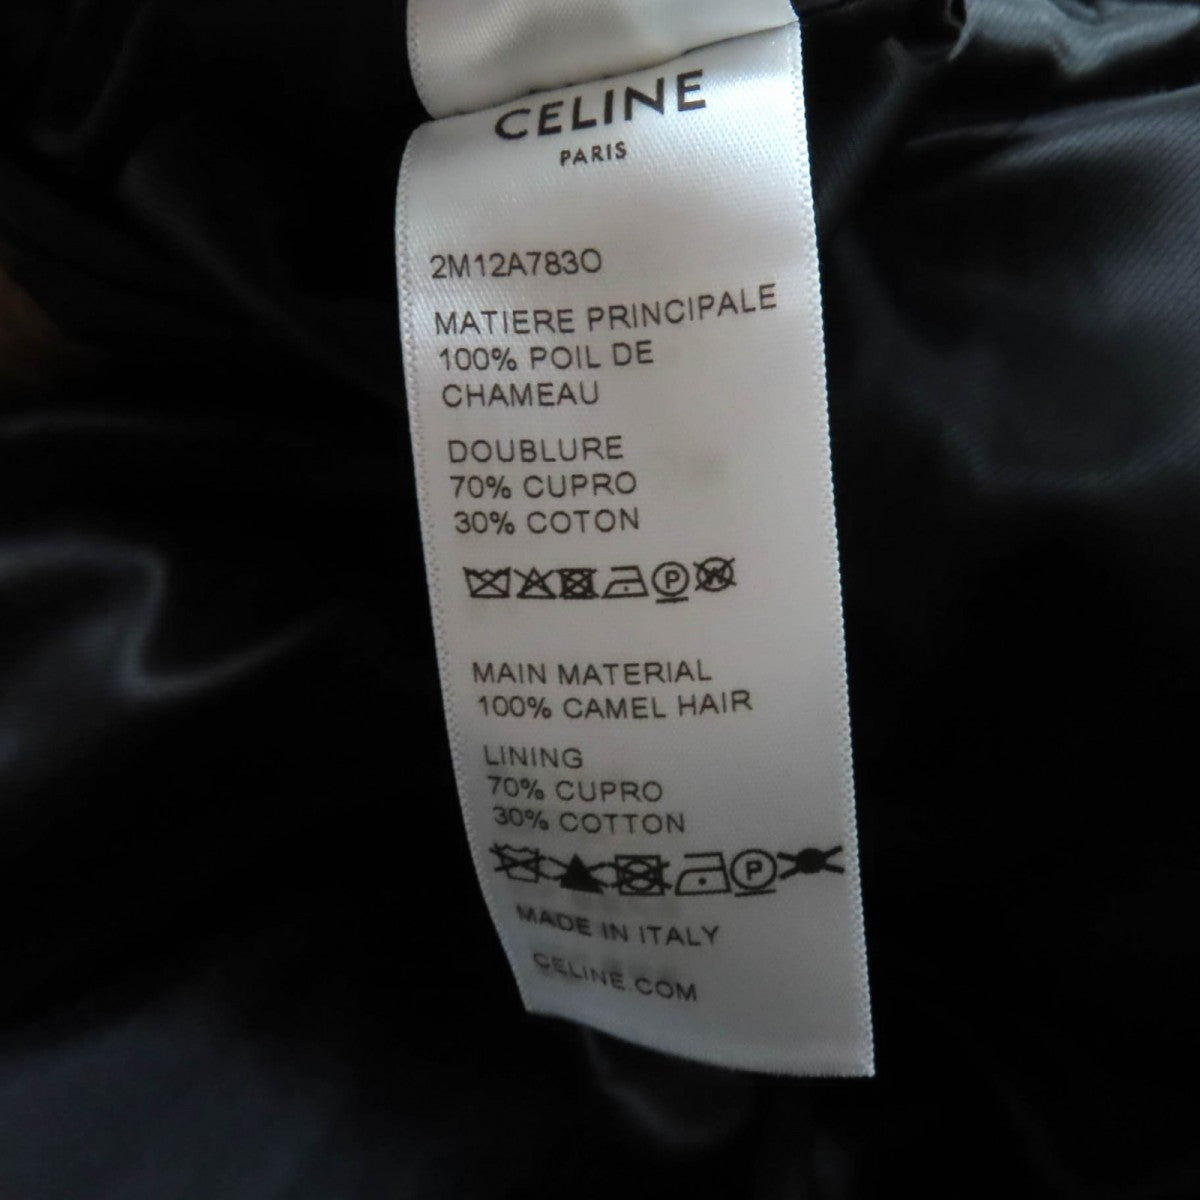 CELINE
PARIS
2M12A783O
MATIERE PRINCIPALE
100% POIL DE
CHAMEAU
DOUBLURE
70% CUPRO
30% COTON
P W
MAIN MATERIAL
100% CAMEL HAIR
LINING
70% CUPRO
30% COTTON
P
MADE IN ITALY
CELINE.COM